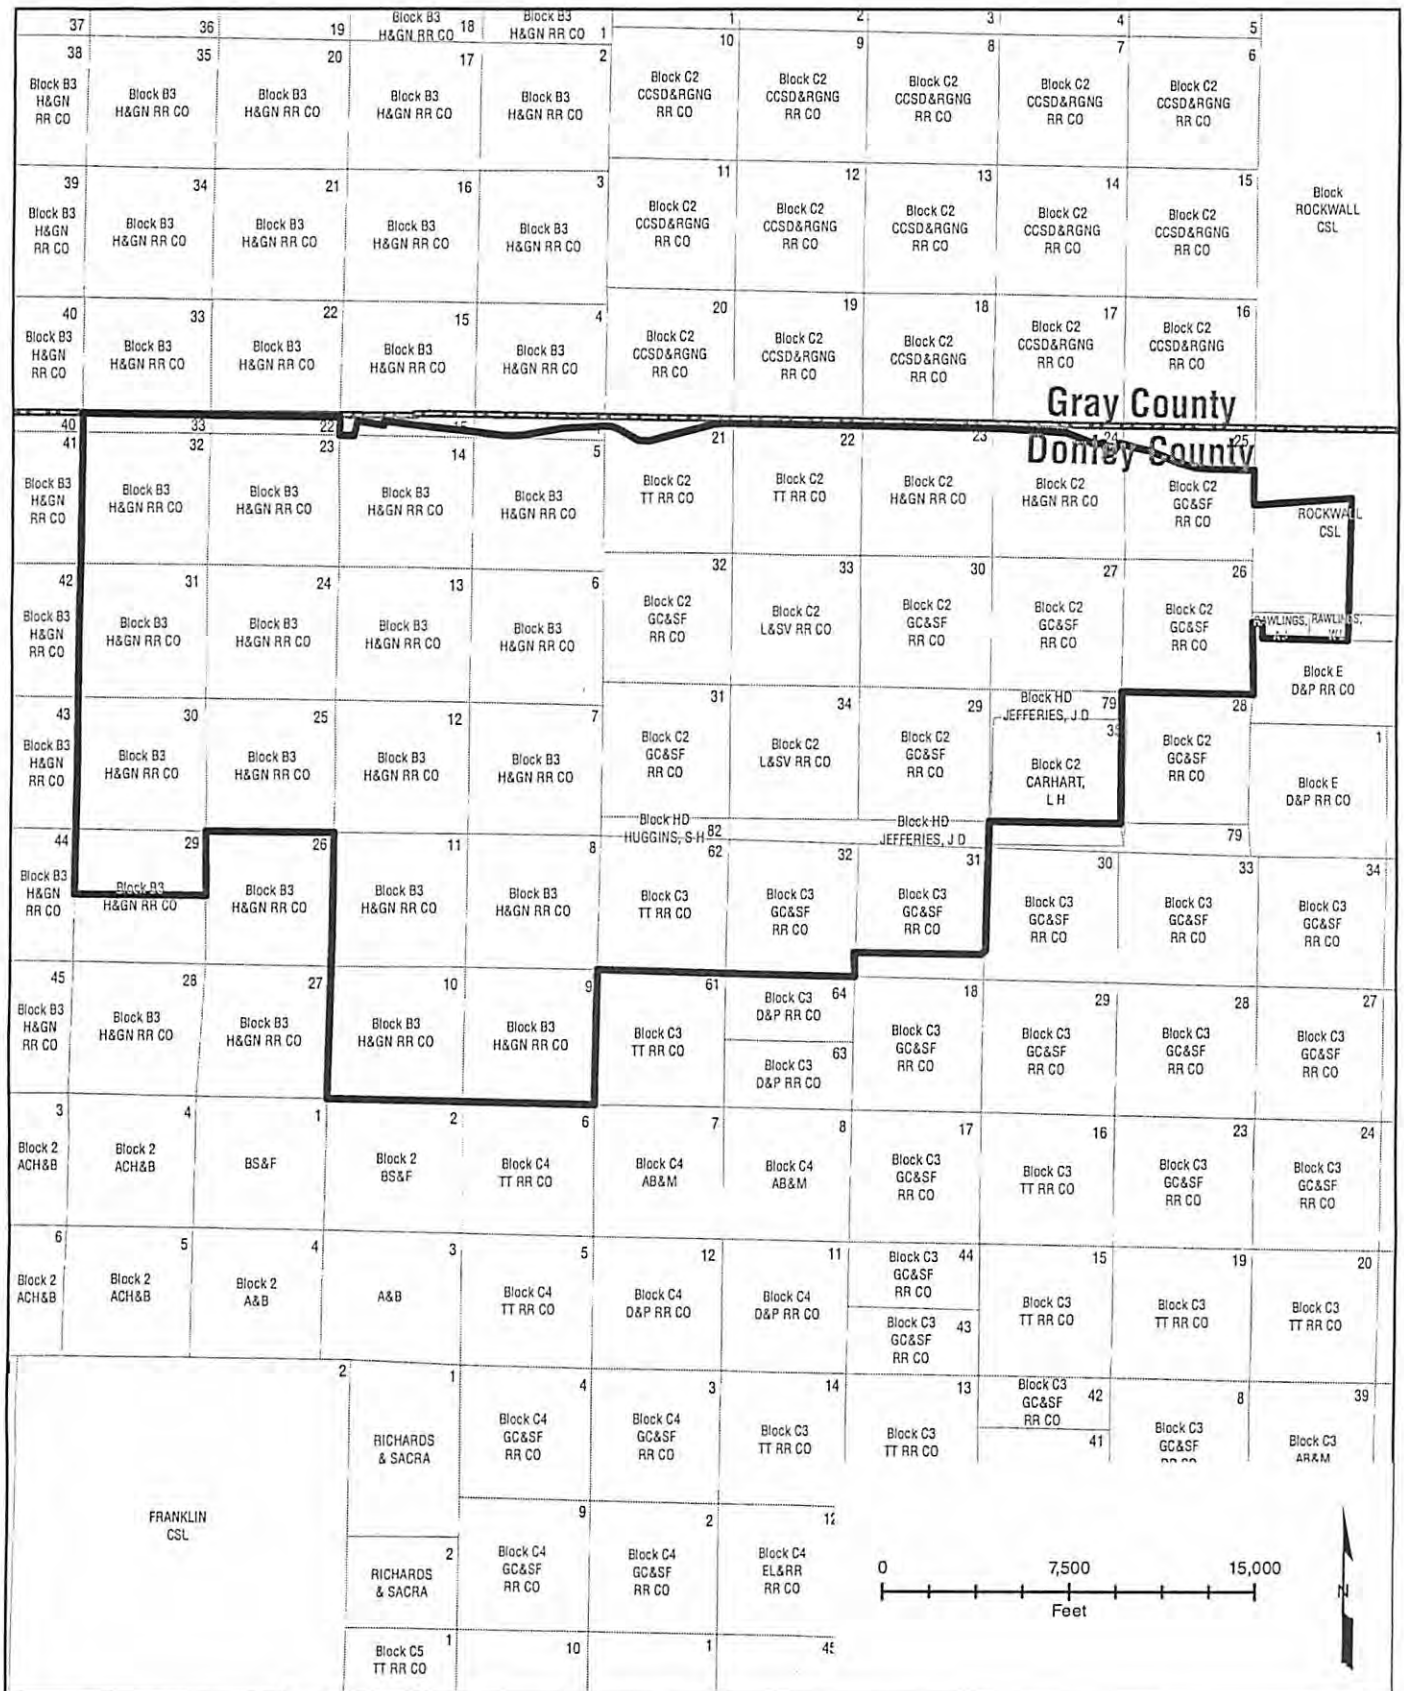 37 36 19 Block B3 18 Block B3 1 2 3 4 5
H&GN RR CO H&GN RR CO 1
38 35 20 17 2 10 9 8 7 6
Block B3
H&GN
RR CO
Block B3
H&GN RR CO
Block B3
H&GN RR CO
Block B3
H&GN RR CO
Block B3
H&GN RR CO
Block C2
CCSD&RGNG
RR CO
Block C2
CCSD&RGNG
RR CO
Block C2
CCSD&RGNG
RR CO
Block C2
CCSD&RGNG
RR CO
Block C2
CCSD&RGNG
RR CO
Block
ROCKWALL
CSL
39 34 21 16 3 11 12 13 14 15
Block B3
H&GN
RR CO
Block B3
H&GN RR CO
Block B3
H&GN RR CO
Block B3
H&GN RR CO
Block B3
H&GN RR CO
Block C2
CCSD&RGNG
RR CO
Block C2
CCSD&RGNG
RR CO
Block C2
CCSD&RGNG
RR CO
Block C2
CCSD&RGNG
RR CO
Block C2
CCSD&RGNG
RR CO
40 33 22 15 4 20 19 18 17 16
Block B3
H&GN
RR CO
Block B3
H&GN RR CO
Block B3
H&GN RR CO
Block B3
H&GN RR CO
Block B3
H&GN RR CO
Block C2
CCSD&RGNG
RR CO
Block C2
CCSD&RGNG
RR CO
Block C2
CCSD&RGNG
RR CO
Block C2
CCSD&RGNG
RR CO
Block C2
CCSD&RGNG
RR CO
Gray County
Donley County
40 33 22 15
41 32 23 14 5 21 22 23 24 25
Block B3
H&GN
RR CO
Block B3
H&GN RR CO
Block B3
H&GN RR CO
Block B3
H&GN RR CO
Block B3
H&GN RR CO
Block C2
TT RR CO
Block C2
TT RR CO
Block C2
H&GN RR CO
Block C2
H&GN RR CO
Block C2
GC&SF
RR CO
ROCKWALL
CSL
42 31 24 13 6 32 33 30 27 26
Block B3
H&GN
RR CO
Block B3
H&GN RR CO
Block B3
H&GN RR CO
Block B3
H&GN RR CO
Block B3
H&GN RR CO
Block C2
GC&SF
RR CO
Block C2
L&SV RR CO
Block C2
GC&SF
RR CO
Block C2
GC&SF
RR CO
Block C2
GC&SF
RR CO
RAWLINGS, RAWLINGS,
Block E
D&P RR CO
43 30 25 12 7 31 34 29 79 28 1
Block HD
JEFFERIES, J D
35
Block B3
H&GN
RR CO
Block B3
H&GN RR CO
Block B3
H&GN RR CO
Block B3
H&GN RR CO
Block B3
H&GN RR CO
Block C2
GC&SF
RR CO
Block C2
L&SV RR CO
Block C2
GC&SF
RR CO
Block C2
CARHART,
L H
Block C2
GC&SF
RR CO
Block E
D&P RR CO
Block HD
HUGGINS, S H
82
Block HD
JEFFERIES, J D
79
44 29 26 11 8 62 32 31 30 33 34
Block B3
H&GN
RR CO
Block B3
H&GN RR CO
Block B3
H&GN RR CO
Block B3
H&GN RR CO
Block B3
H&GN RR CO
Block C3
TT RR CO
Block C3
GC&SF
RR CO
Block C3
GC&SF
RR CO
Block C3
GC&SF
RR CO
Block C3
GC&SF
RR CO
Block C3
GC&SF
RR CO
45 28 27 10 9 61 64 18 29 28 27
Block B3
H&GN
RR CO
Block B3
H&GN RR CO
Block B3
H&GN RR CO
Block B3
H&GN RR CO
Block B3
H&GN RR CO
Block C3
TT RR CO
Block C3
D&P RR CO
63
Block C3
D&P RR CO
Block C3
GC&SF
RR CO
Block C3
GC&SF
RR CO
Block C3
GC&SF
RR CO
Block C3
GC&SF
RR CO
3 4 1 2 6 7 8 17 16 23 24
Block 2
ACH&B
Block 2
ACH&B
BS&F
Block 2
BS&F
Block C4
TT RR CO
Block C4
AB&M
Block C4
AB&M
Block C3
GC&SF
RR CO
Block C3
TT RR CO
Block C3
GC&SF
RR CO
Block C3
GC&SF
RR CO
6 5 4 3 5 12 11 44 15 19 20
Block 2
ACH&B
Block 2
ACH&B
Block 2
A&B
A&B
Block C4
TT RR CO
Block C4
D&P RR CO
Block C4
D&P RR CO
Block C3
GC&SF
RR CO
Block C3
GC&SF
RR CO
43
Block C3
TT RR CO
Block C3
TT RR CO
Block C3
TT RR CO
2 1 4 3 14 13 42 8 39
FRANKLIN
CSL
RICHARDS
& SACRA
Block C4
GC&SF
RR CO
Block C4
GC&SF
RR CO
Block C3
TT RR CO
Block C3
TT RR CO
Block C3
GC&SF
RR CO
41
Block C3
GC&SF
RR CO
Block C3
AB&M
2 9 2 12
RICHARDS
& SACRA
Block C4
GC&SF
RR CO
Block C4
GC&SF
RR CO
Block C4
EL&RR
RR CO
1 10 1 45
Block C5
TT RR CO
0 7,500 15,000
Feet
N